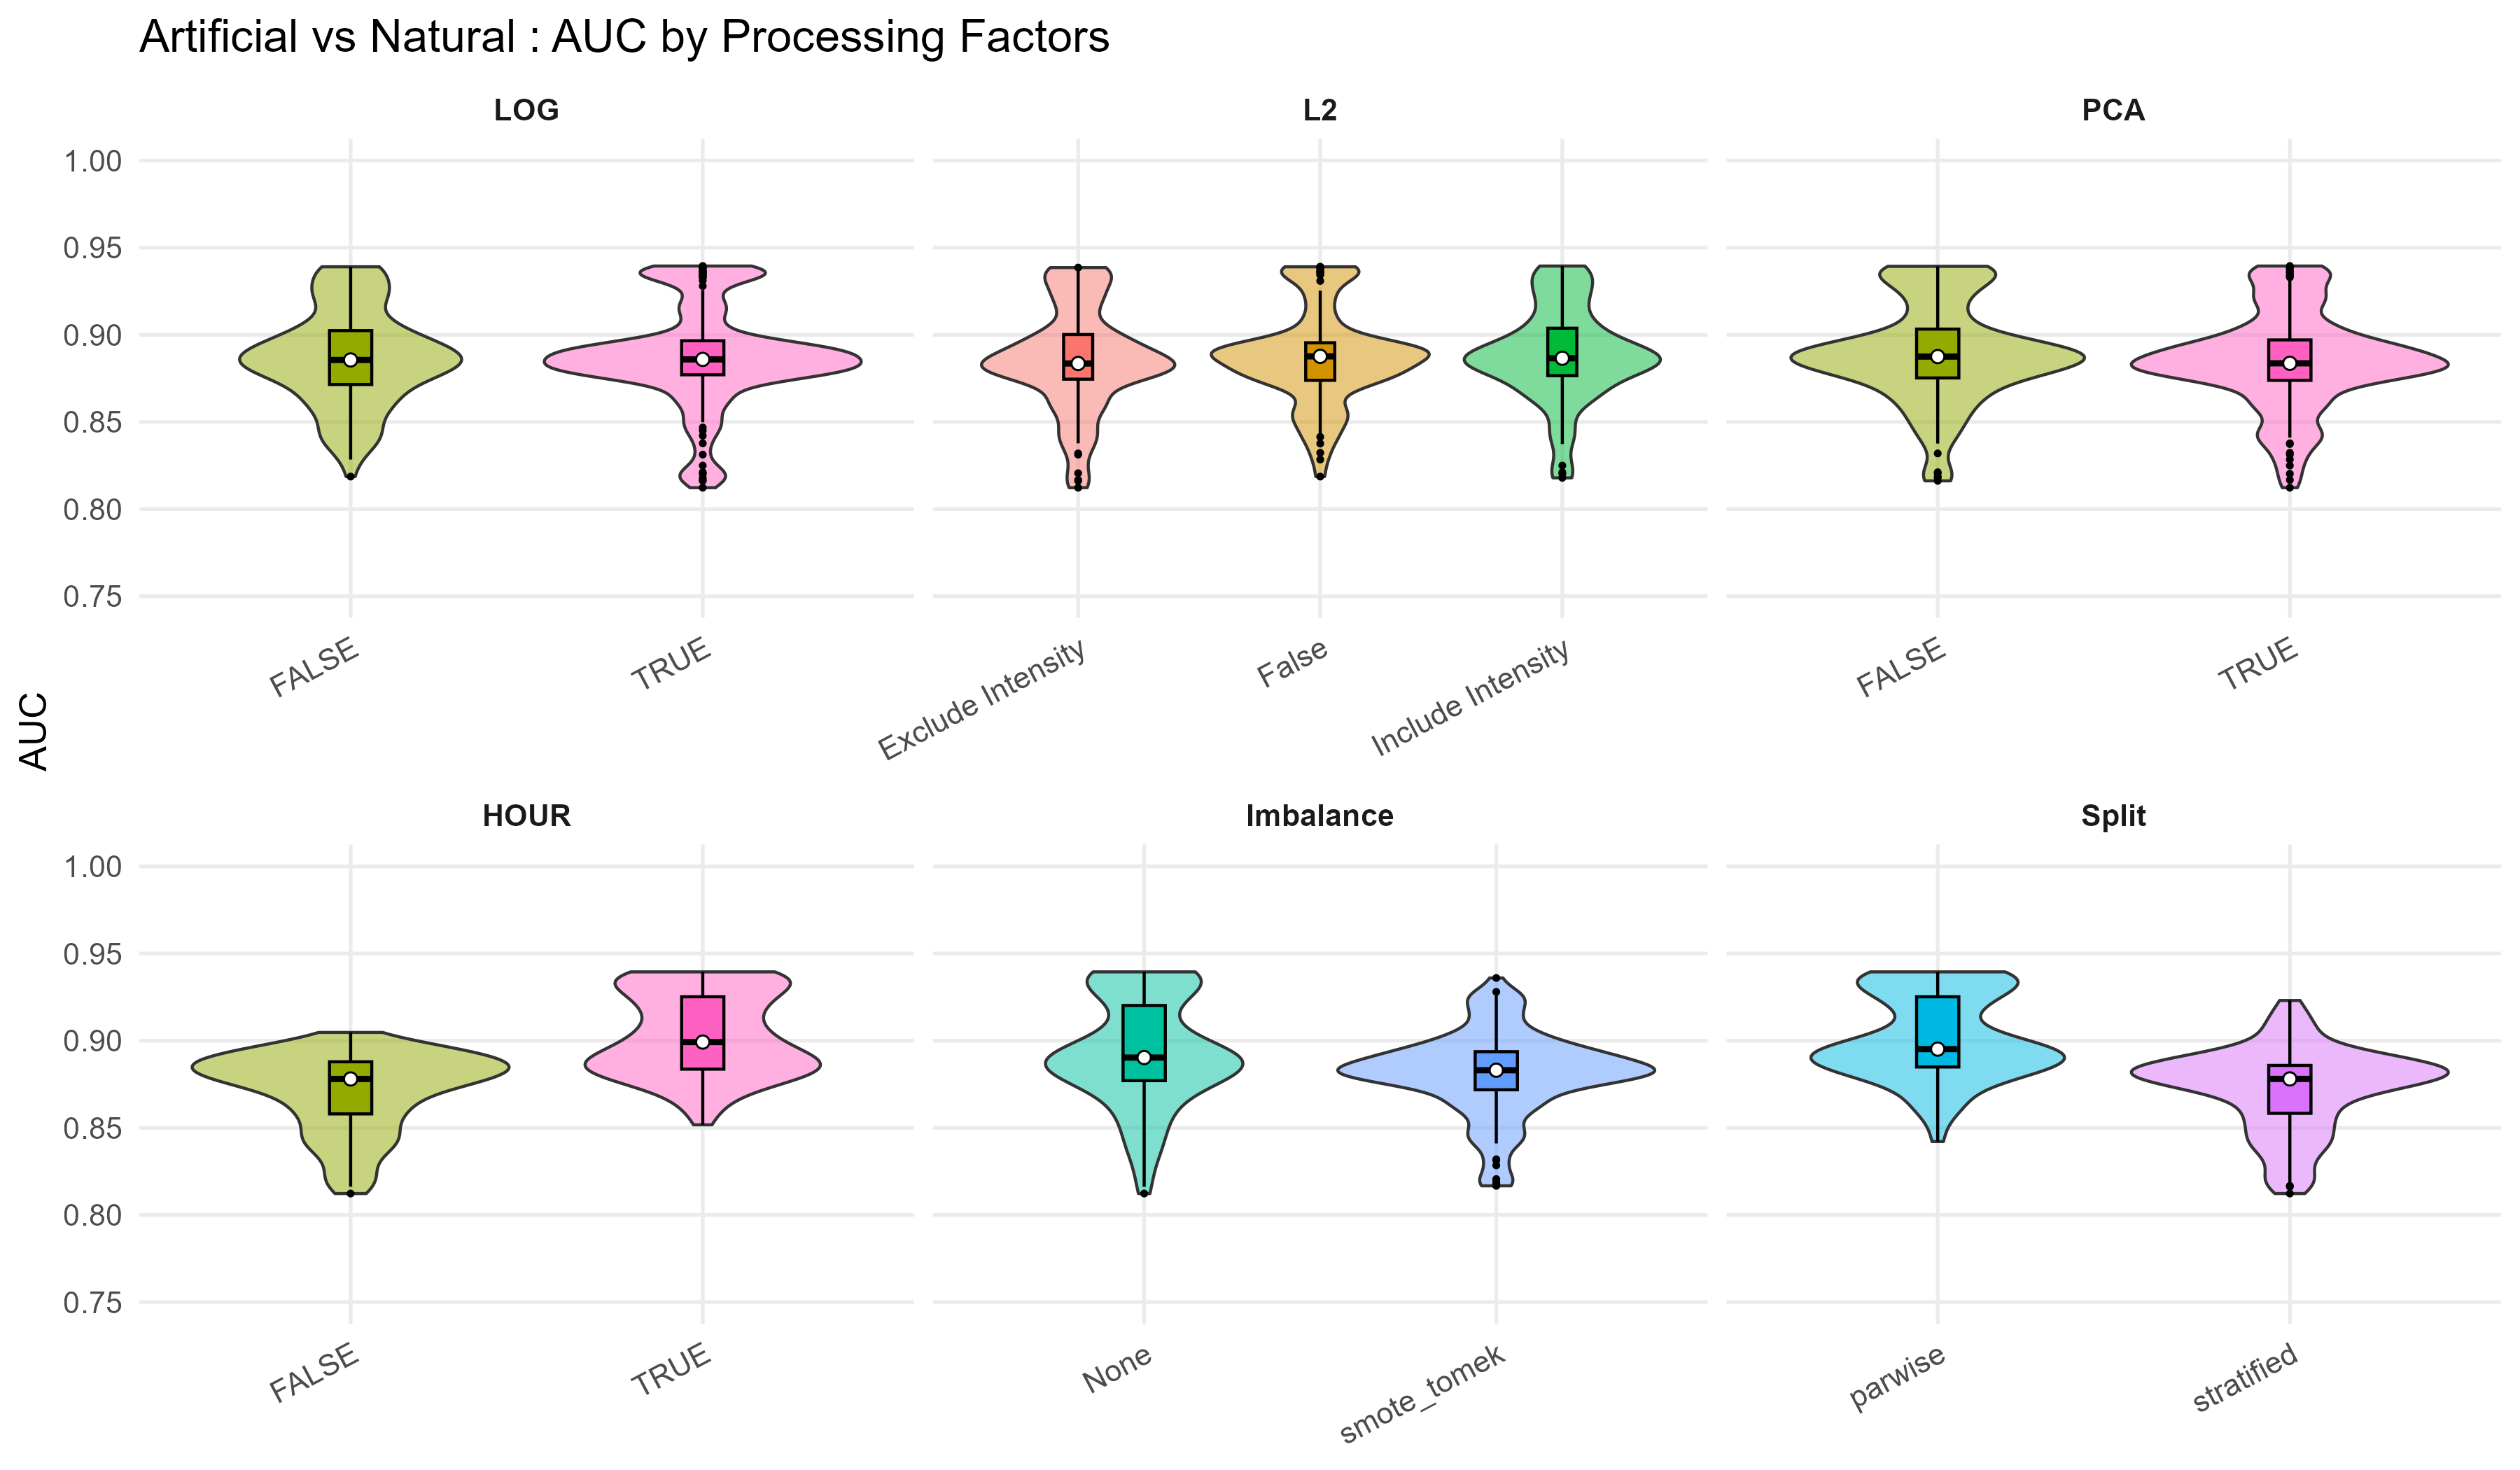 Artificial vs Natural : AUC by Processing Factors
LOG
L2
PCA
1.00
0.95
0.90
0.85
0.80
0.75
FALSE
TRUE
Exclude Intensity
False
Include Intensity
FALSE
TRUE
AUC
HOUR
Imbalance
Split
1.00
0.95
0.90
0.85
0.80
0.75
FALSE
TRUE
None
smote_tomek
parwise
stratified